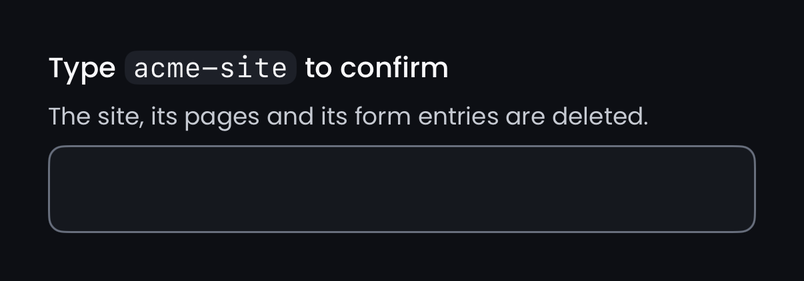 Type acme-site to confirm
The site, its pages and its form entries are deleted.